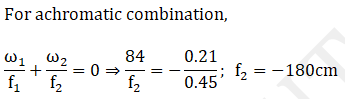 For achromatic combination,
ω₁/f₁ + ω₂/f₂ = 0 ⇒ 84/f₂ = − 0.21/0.45; f₂ = −180cm